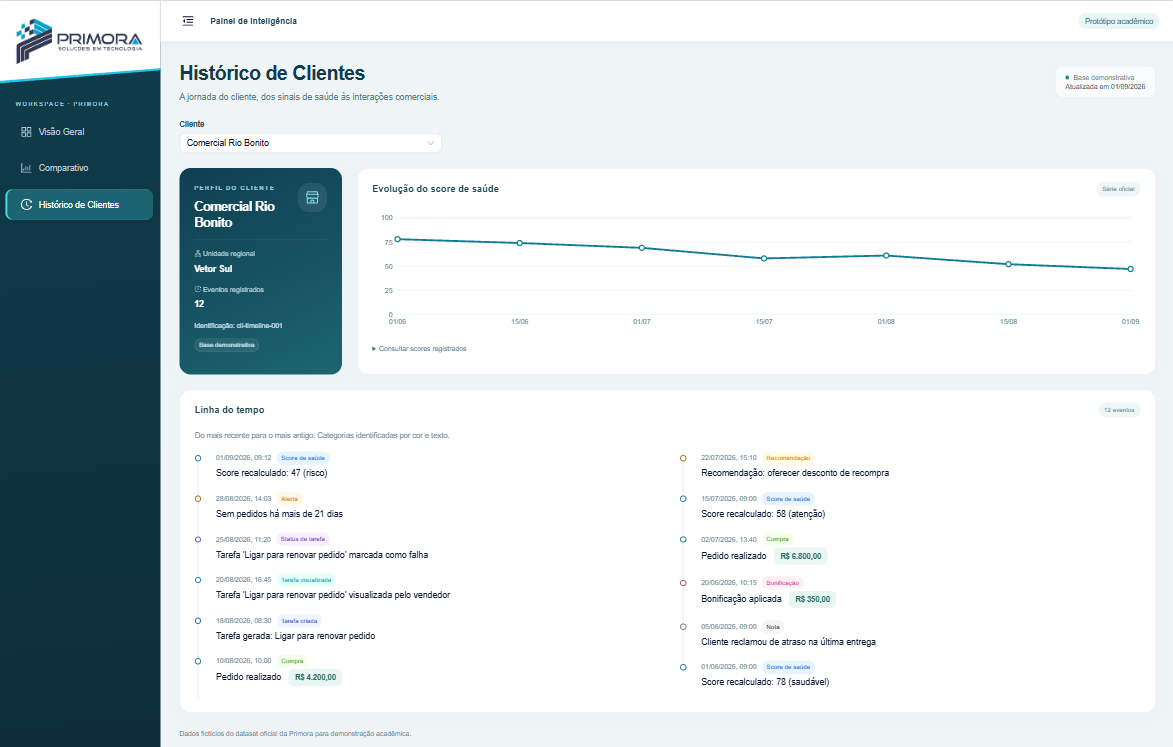 PRIMORA
SOLUÇÕES EM TECNOLOGIA
WORKSPACE · PRIMORA
Visão Geral
Comparativo
Histórico de Clientes
Painel de Inteligência
Protótipo acadêmico
Histórico de Clientes
A jornada do cliente, dos sinais de saúde às interações comerciais.
Base demonstrativa
Atualizada em 01/09/2026
Cliente
Comercial Rio Bonito
PERFIL DO CLIENTE
Comercial Rio
Bonito
Unidade regional
Vetor Sul
Eventos registrados
12
Identificação: cli-timeline-001
Base demonstrativa
Evolução do score de saúde
Série oficial
100
75
50
25
0
01/06
15/06
01/07
15/07
01/08
15/08
01/09
Consultar scores registrados
Linha do tempo
12 eventos
Do mais recente para o mais antigo. Categorias identificadas por cor e texto.
01/09/2026, 09:12 Score de saúde
Score recalculado: 47 (risco)
28/08/2026, 14:03 Alerta
Sem pedidos há mais de 21 dias
25/08/2026, 11:20 Status de tarefa
Tarefa 'Ligar para renovar pedido' marcada como falha
20/08/2026, 16:45 Tarefa visualizada
Tarefa 'Ligar para renovar pedido' visualizada pelo vendedor
18/08/2026, 08:30 Tarefa criada
Tarefa gerada: Ligar para renovar pedido
10/08/2026, 10:00 Compra
Pedido realizado R$ 4.200,00
22/07/2026, 15:10 Recomendação
Recomendação: oferecer desconto de recompra
15/07/2026, 09:00 Score de saúde
Score recalculado: 58 (atenção)
02/07/2026, 13:40 Compra
Pedido realizado R$ 6.800,00
20/06/2026, 10:15 Bonificação
Bonificação aplicada R$ 350,00
05/06/2026, 09:00 Nota
Cliente reclamou de atraso na última entrega
01/06/2026, 09:00 Score de saúde
Score recalculado: 78 (saudável)
Dados fictícios do dataset oficial da Primora para demonstração acadêmica.